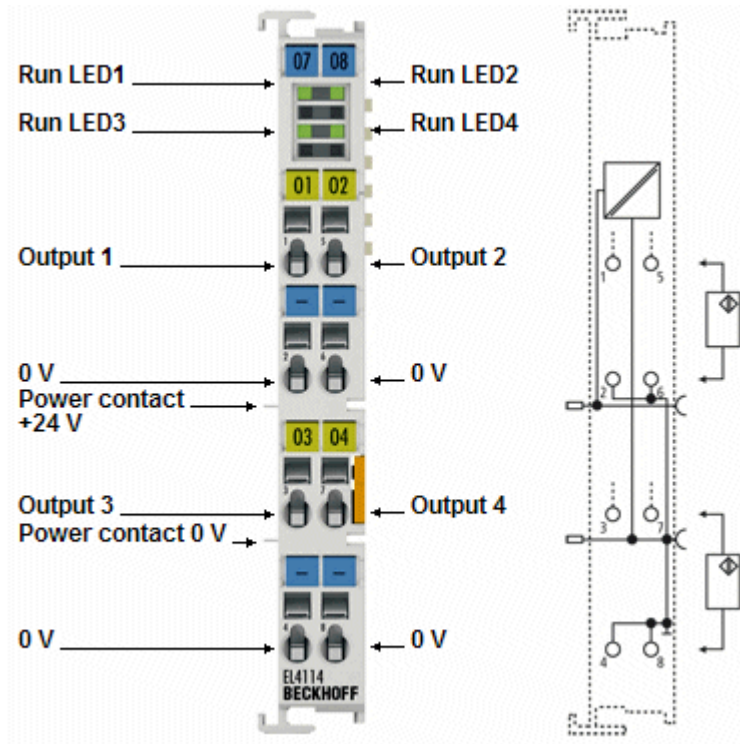 07 08
Run LED1
Run LED2
Run LED3
Run LED4
01 02
1
5
Output 1
Output 2
1
5
2
6
0 V
0 V
2
6
Power contact
+24 V
03 04
3
7
Output 3
Output 4
3
7
Power contact 0 V
4
8
0 V
0 V
4
8
EL4114
BECKHOFF